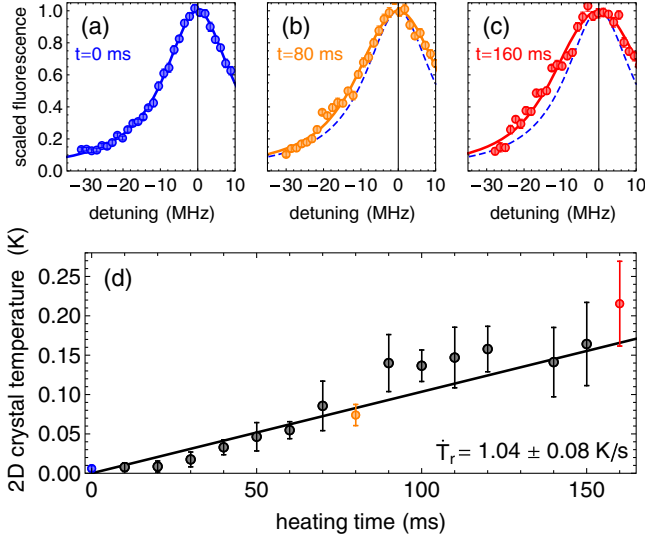 scaled fluorescence
1.0
0.8
0.6
0.4
0.2
0.0
(a)
t=0 ms
−30 −20 −10 0 10
detuning (MHz)
(b)
t=80 ms
−30 −20 −10 0 10
detuning (MHz)
(c)
t=160 ms
−30 −20 −10 0 10
detuning (MHz)
2D crystal temperature (K)
0.25
0.20
0.15
0.10
0.05
0.00
(d)
Ṫr = 1.04 ± 0.08 K/s
0 50 100 150
heating time (ms)